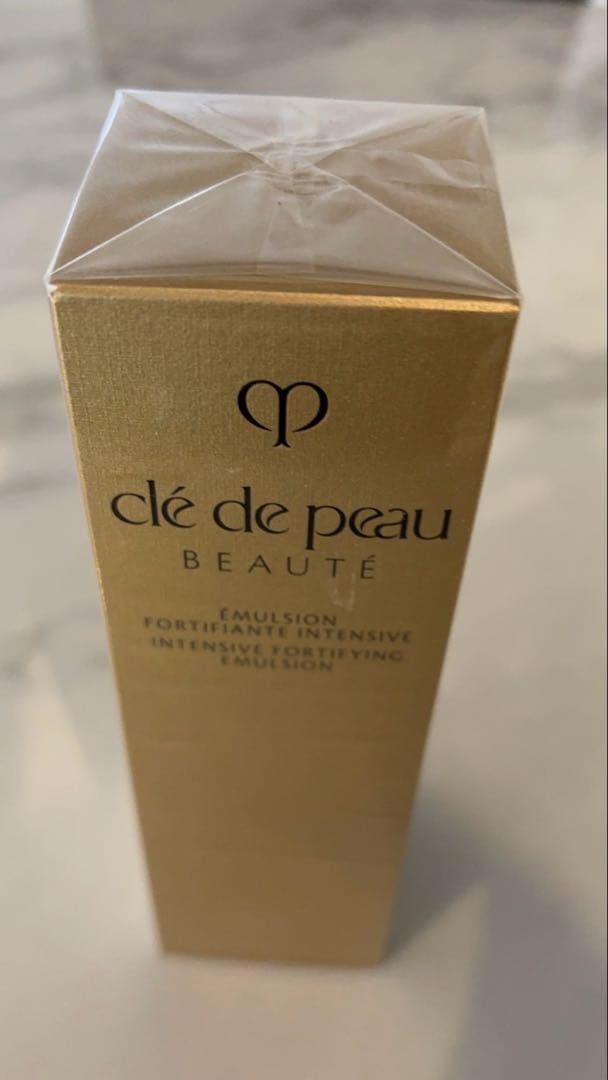 clé de peau
BEAUTÉ
ÉMULSION
FORTIFIANTE INTENSIVE
INTENSIVE FORTIFYING
EMULSION